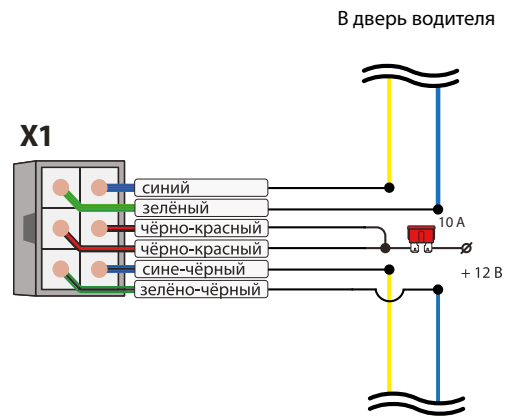 В дверь водителя
X1
синий
зелёный
чёрно-красный
10 А
чёрно-красный
сине-чёрный
+ 12 В
зелёно-чёрный